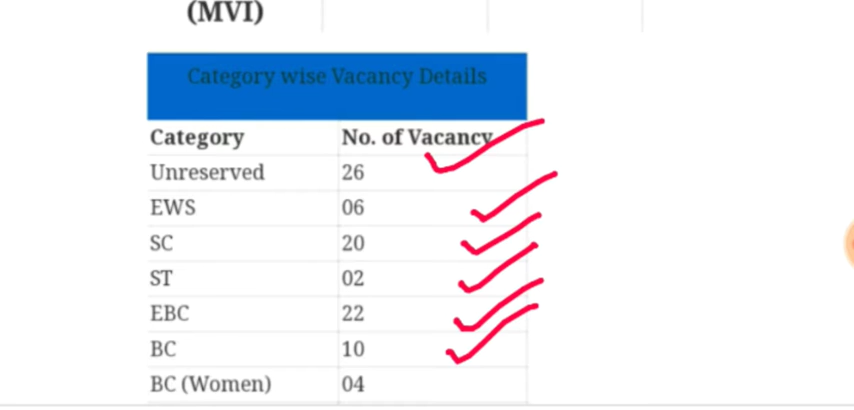 (MVI)
Category wise Vacancy Details
Category No. of Vacancy
Unreserved 26
EWS 06
SC 20
ST 02
EBC 22
BC 10
BC (Women) 04